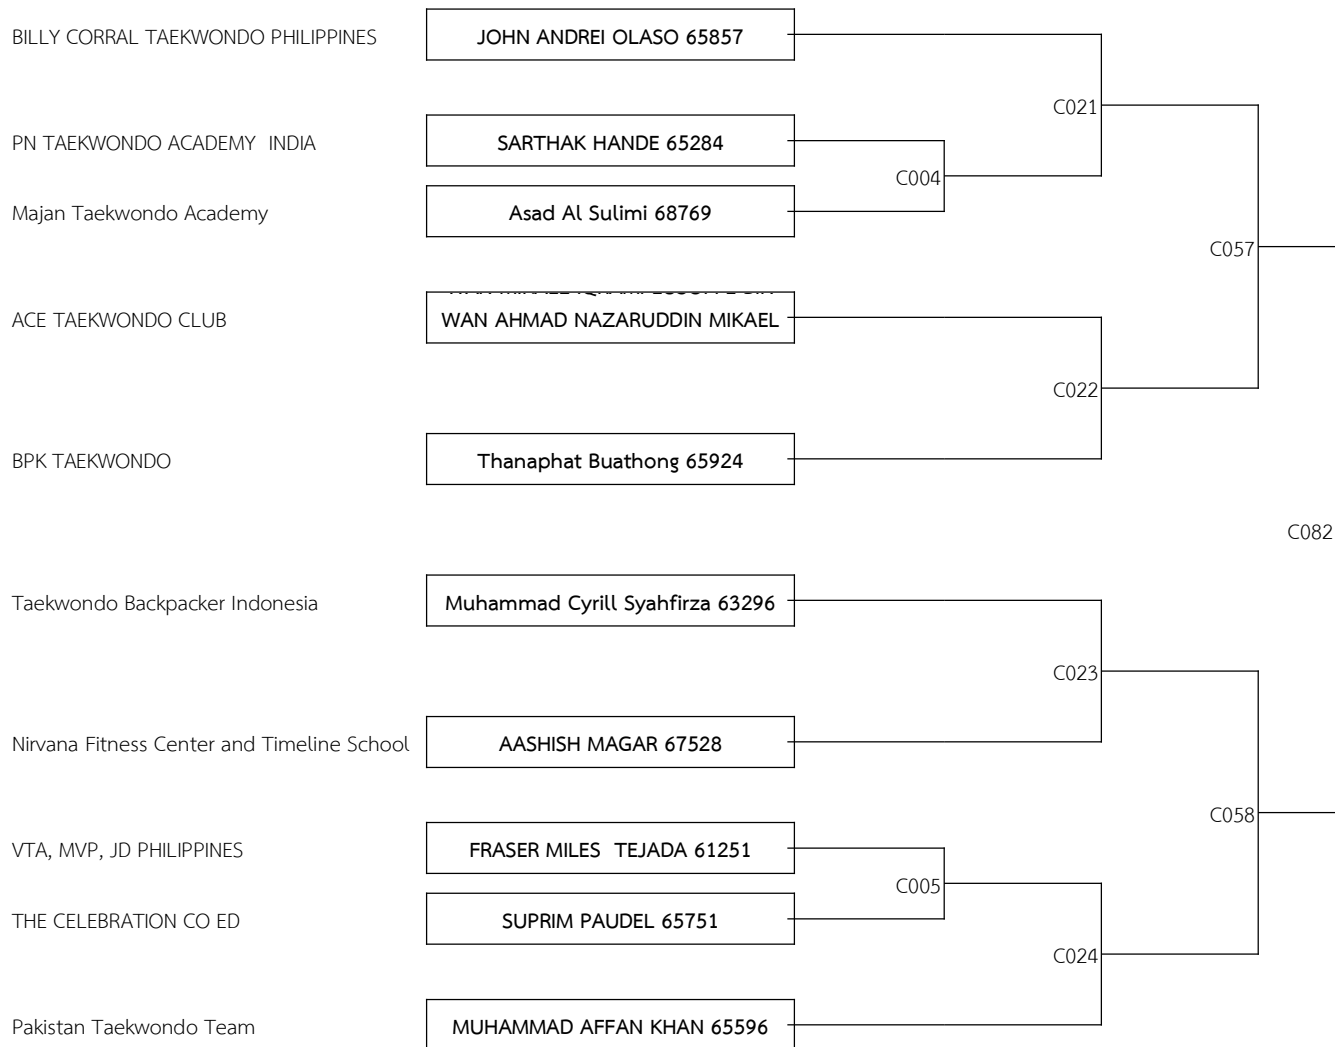 BILLY CORRAL TAEKWONDO PHILIPPINES
JOHN ANDREI OLASO 65857
C021
PN TAEKWONDO ACADEMY  INDIA
SARTHAK HANDE 65284
C004
Majan Taekwondo Academy
Asad Al Sulimi 68769
C057
ACE TAEKWONDO CLUB
WAN AHMAD NAZARUDDIN MIKAEL
C022
BPK TAEKWONDO
Thanaphat Buathong 65924
C082
Taekwondo Backpacker Indonesia
Muhammad Cyrill Syahfirza 63296
C023
Nirvana Fitness Center and Timeline School
AASHISH MAGAR 67528
C058
VTA, MVP, JD PHILIPPINES
FRASER MILES  TEJADA 61251
C005
THE CELEBRATION CO ED
SUPRIM PAUDEL 65751
C024
Pakistan Taekwondo Team
MUHAMMAD AFFAN KHAN 65596